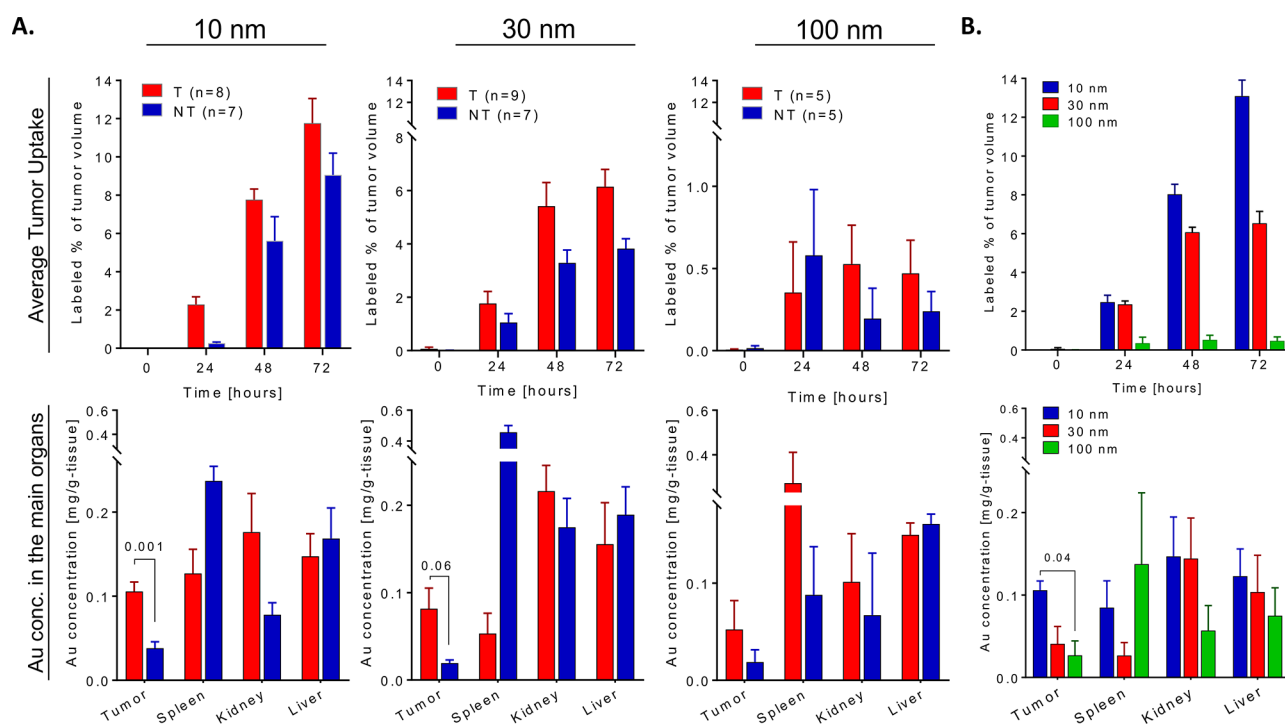 A.
10 nm
30 nm
100 nm
B.
Average Tumor Uptake
Labeled % of tumor volume
14
12
10
8
6
4
2
0
T (n=8)
NT (n=7)
0
24
48
72
Time [hours]
Labeled % of tumor volume
14
12
8
6
4
2
0
T (n=9)
NT (n=7)
0
24
48
72
Time [hours]
Labeled % of tumor volume
14
12
1.0
0.5
0.0
T (n=5)
NT (n=5)
0
24
48
72
Time [hours]
Labeled % of tumor volume
14
12
10
8
6
4
2
0
10 nm
30 nm
100 nm
0
24
48
72
Time [hours]
Au conc. in the main organs
Au concentration [mg/g-tissue]
0.6
0.4
0.2
0.1
0.0
0.001
Tumor
Spleen
Kidney
Liver
Au concentration [mg/g-tissue]
0.6
0.4
0.2
0.1
0.0
0.06
Tumor
Spleen
Kidney
Liver
Au concentration [mg/g-tissue]
0.6
0.4
0.1
0.0
Tumor
Spleen
Kidney
Liver
Au concentration [mg/g-tissue]
0.6
0.4
0.2
0.1
0.0
10 nm
30 nm
100 nm
0.04
Tumor
Spleen
Kidney
Liver